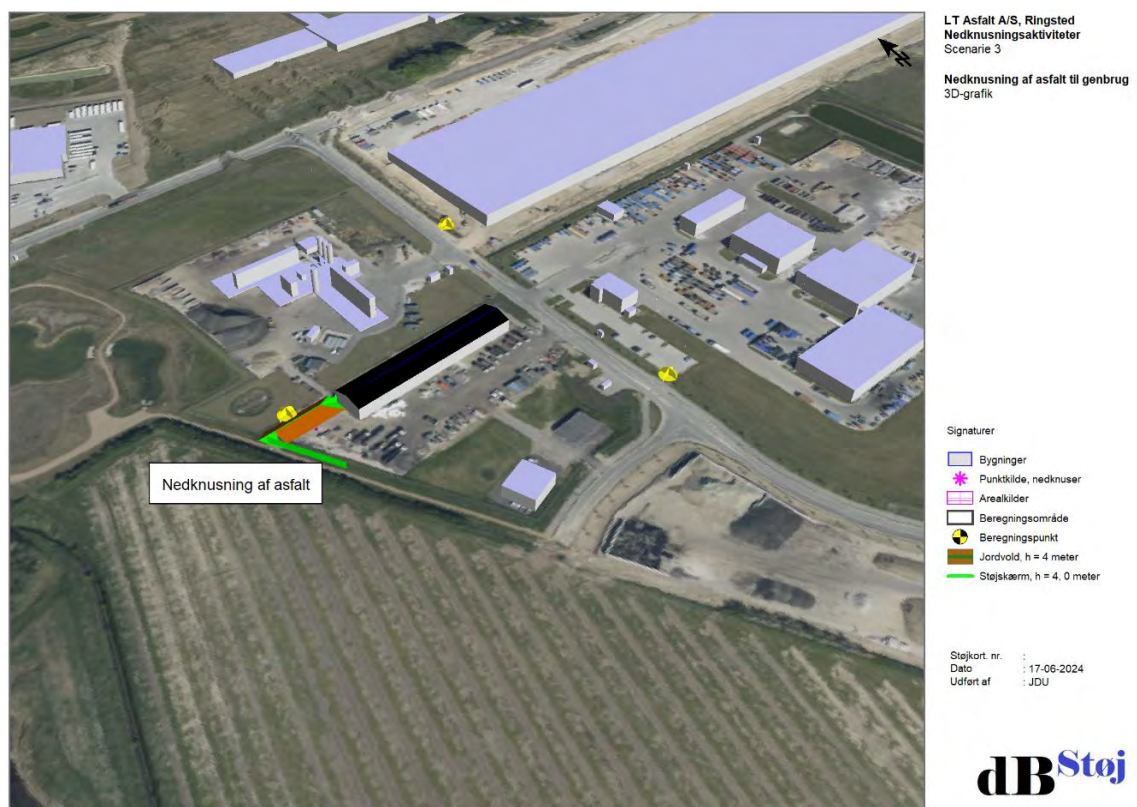 LT Asfalt A/S, Ringsted
Nedknusningsaktiviteter
Scenarie 3
Nedknusning af asfalt til genbrug
3D-grafik
N
Nedknusning af asfalt
Signaturer
Bygninger
Punktkilde, nedknuser
Arealkilder
Beregningsområde
Beregningspunkt
Jordvold, h = 4 meter
Støjskærm, h = 4, 0 meter
Støjkort. nr. :
Dato : 17-06-2024
Udført af : JDU
dB Støj